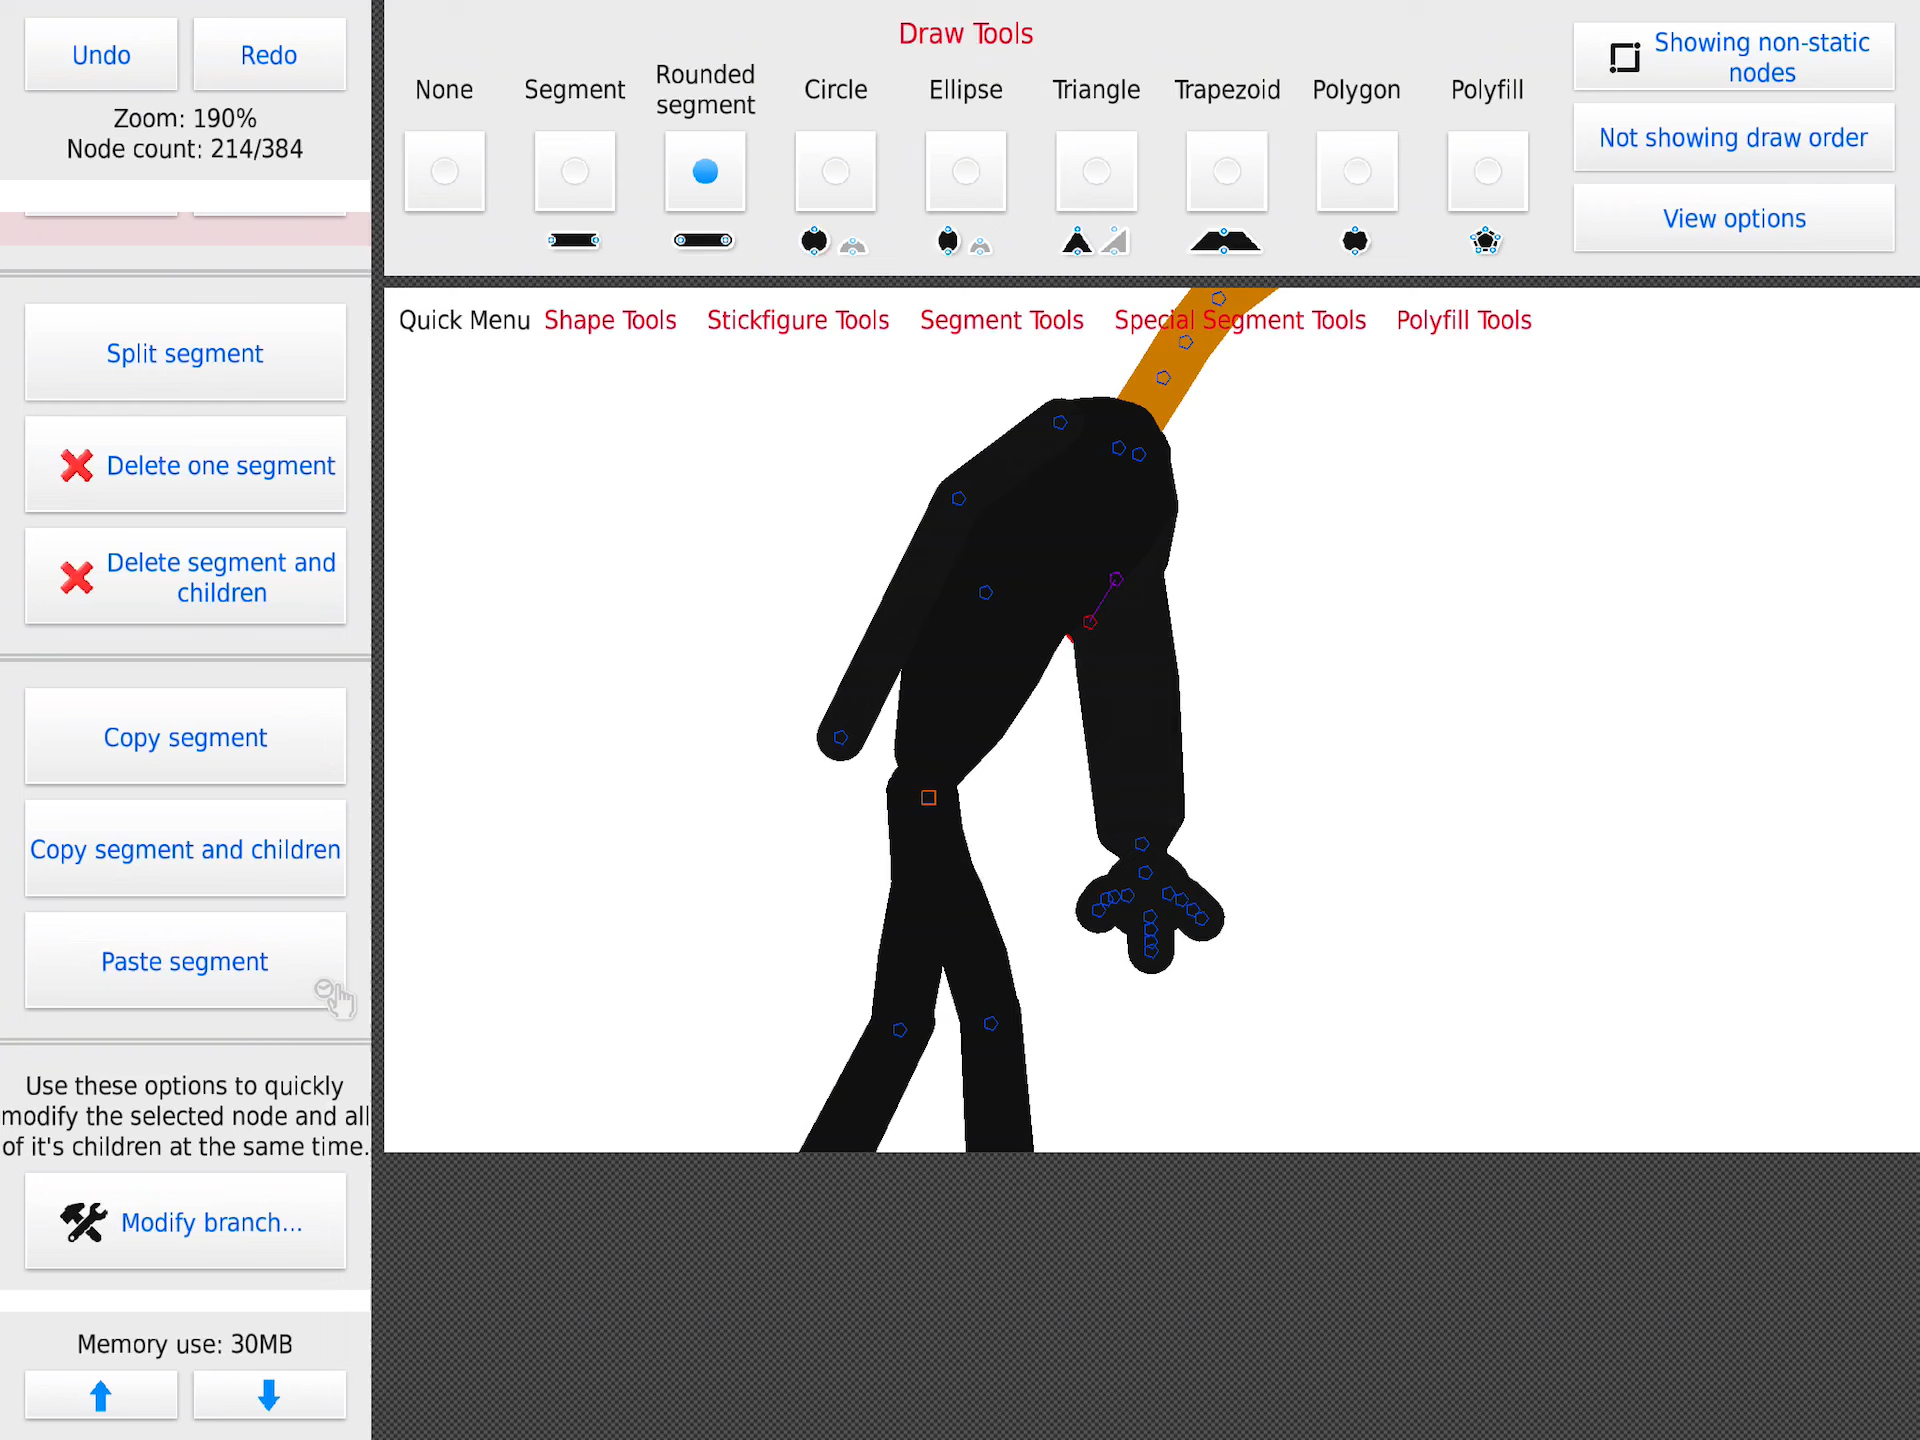 Undo
Redo
Zoom: 190%
Node count: 214/384
Split segment
Delete one segment
Delete segment and
children
Copy segment
Copy segment and children
Paste segment
Use these options to quickly
modify the selected node and all
of it's children at the same time.
Modify branch...
Memory use: 30MB
Draw Tools
None
Segment
Rounded
segment
Circle
Ellipse
Triangle
Trapezoid
Polygon
Polyfill
Showing non-static
nodes
Not showing draw order
View options
Quick Menu
Shape Tools
Stickfigure Tools
Segment Tools
Special Segment Tools
Polyfill Tools